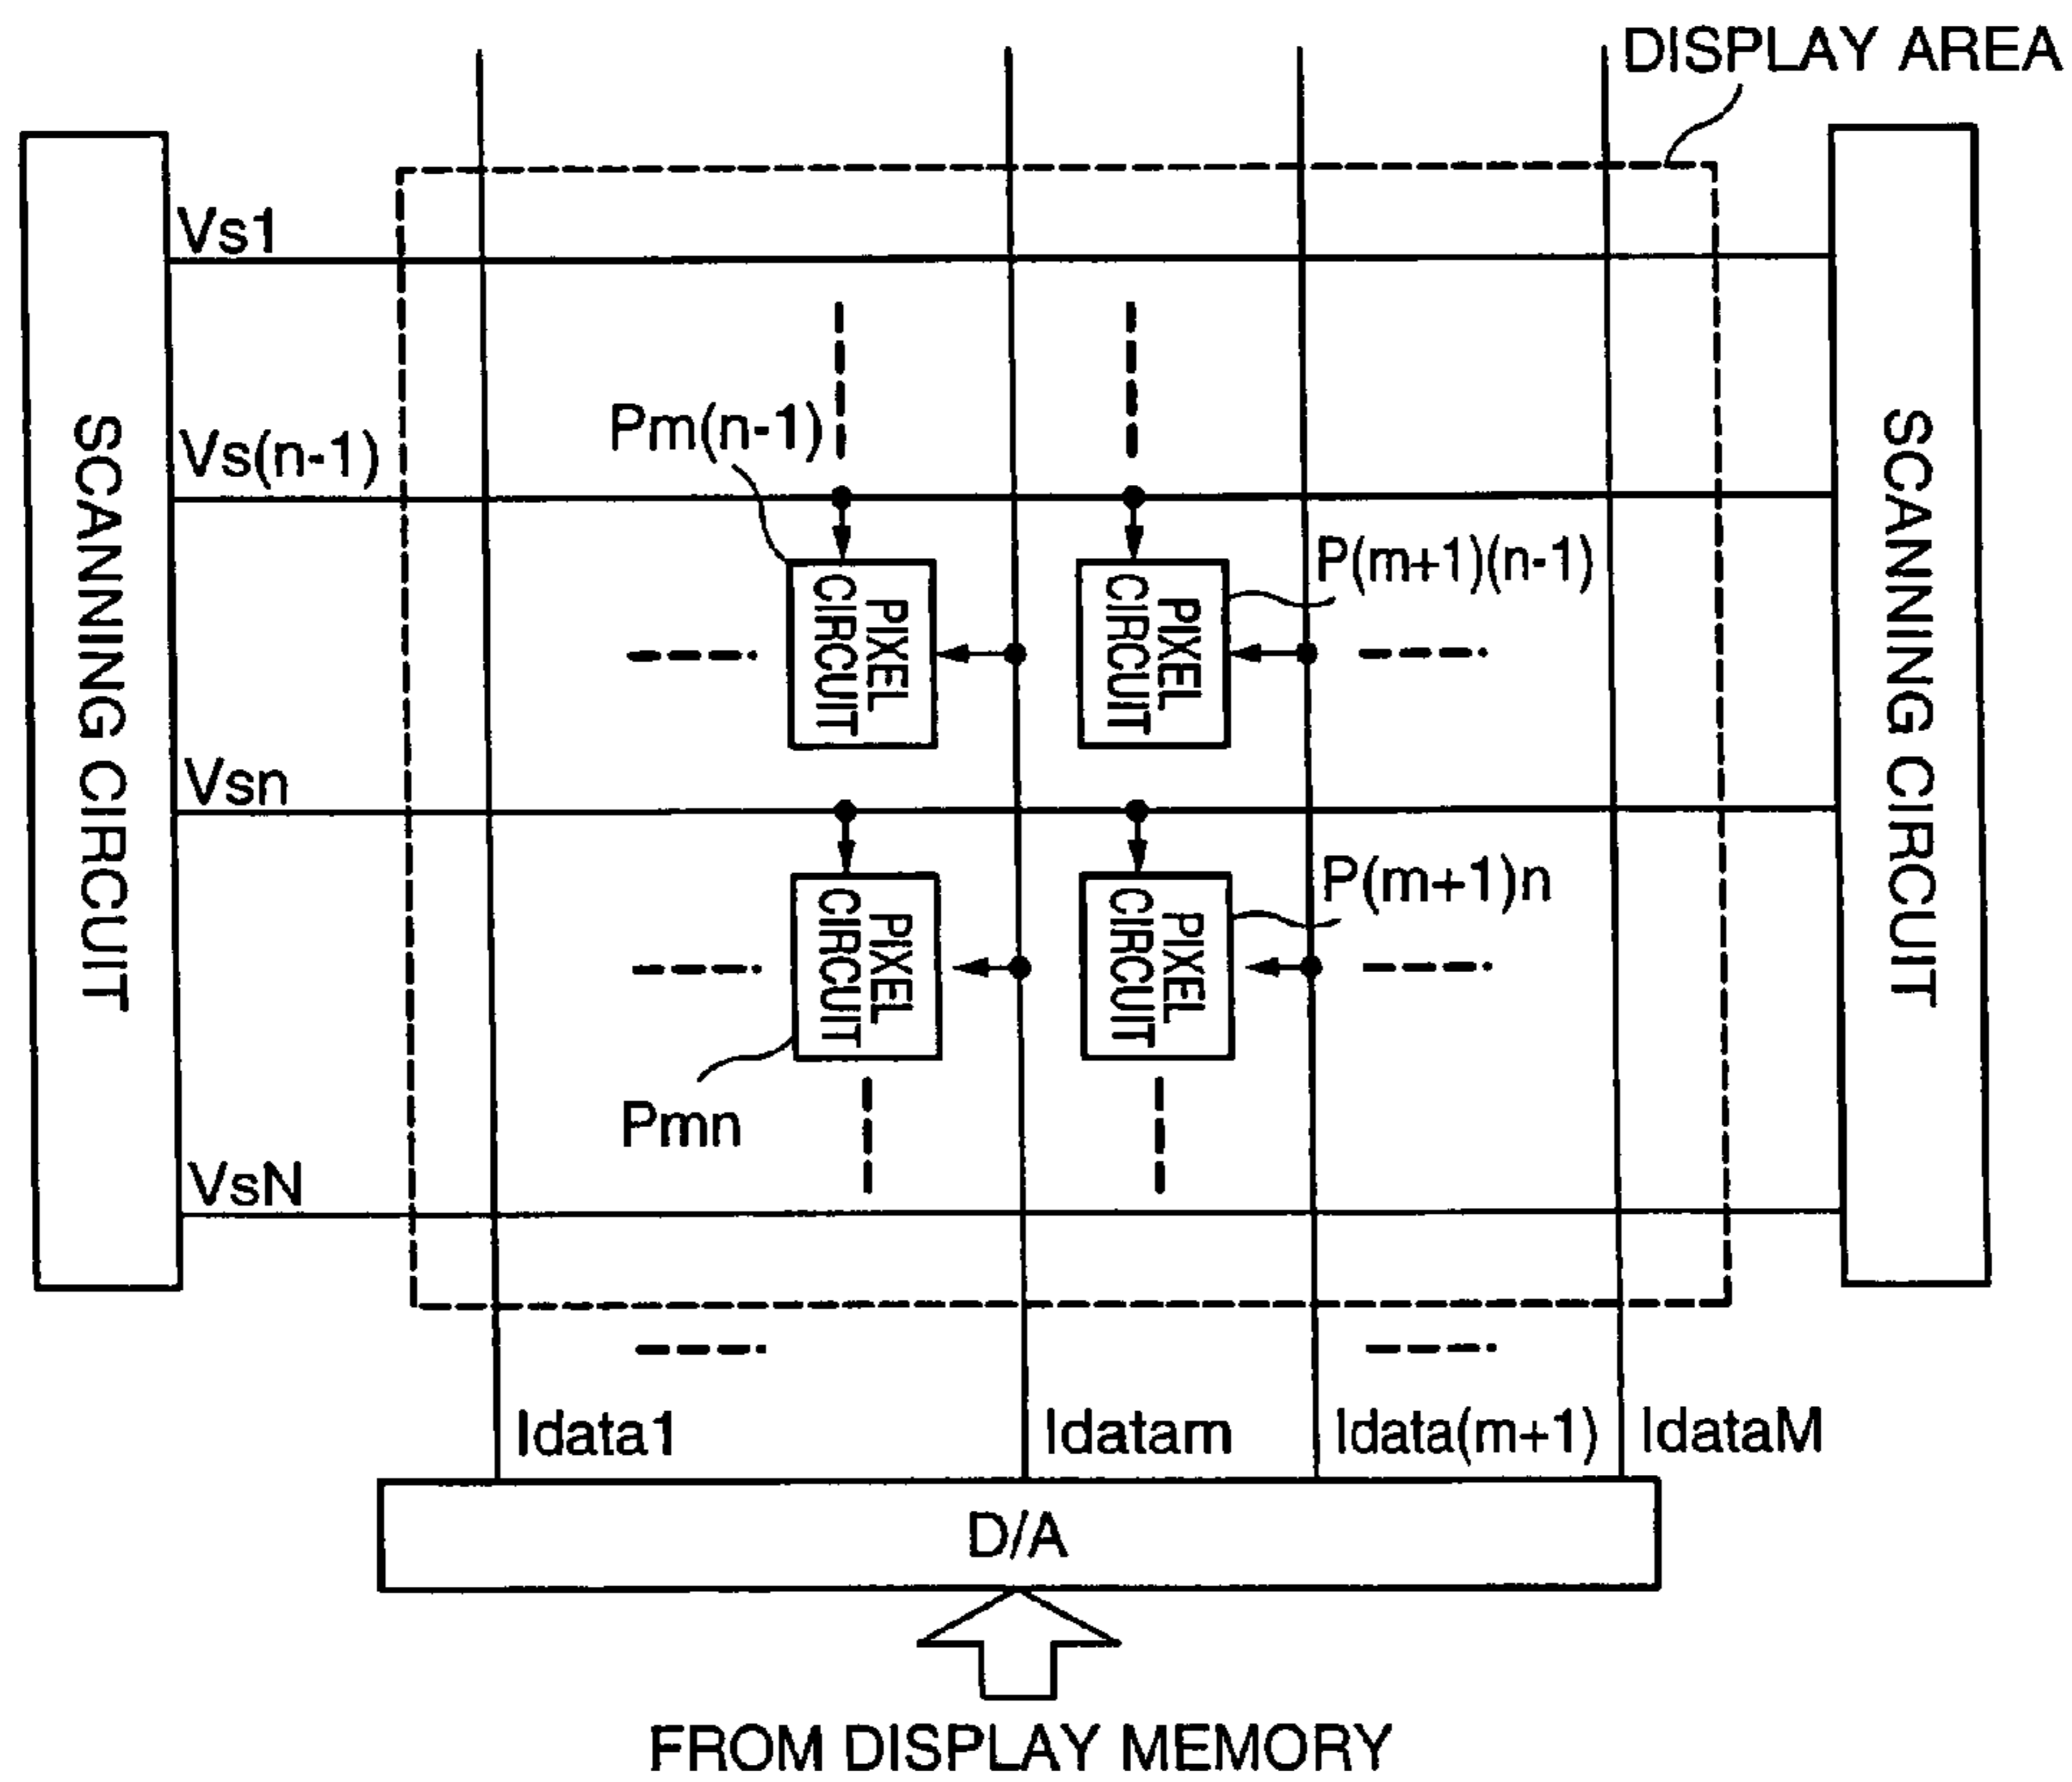 DISPLAY AREA
Vs1
Pm(n-1)
Vs(n-1)
P(m+1)(n-1)
SCANNING CIRCUIT
SCANNING CIRCUIT
PIXEL
CIRCUIT
PIXEL
CIRCUIT
Vsn
P(m+1)n
PIXEL
CIRCUIT
PIXEL
CIRCUIT
Pmn
VsN
Idata1
Idatam
Idata(m+1)
IdataM
D/A
FROM DISPLAY MEMORY